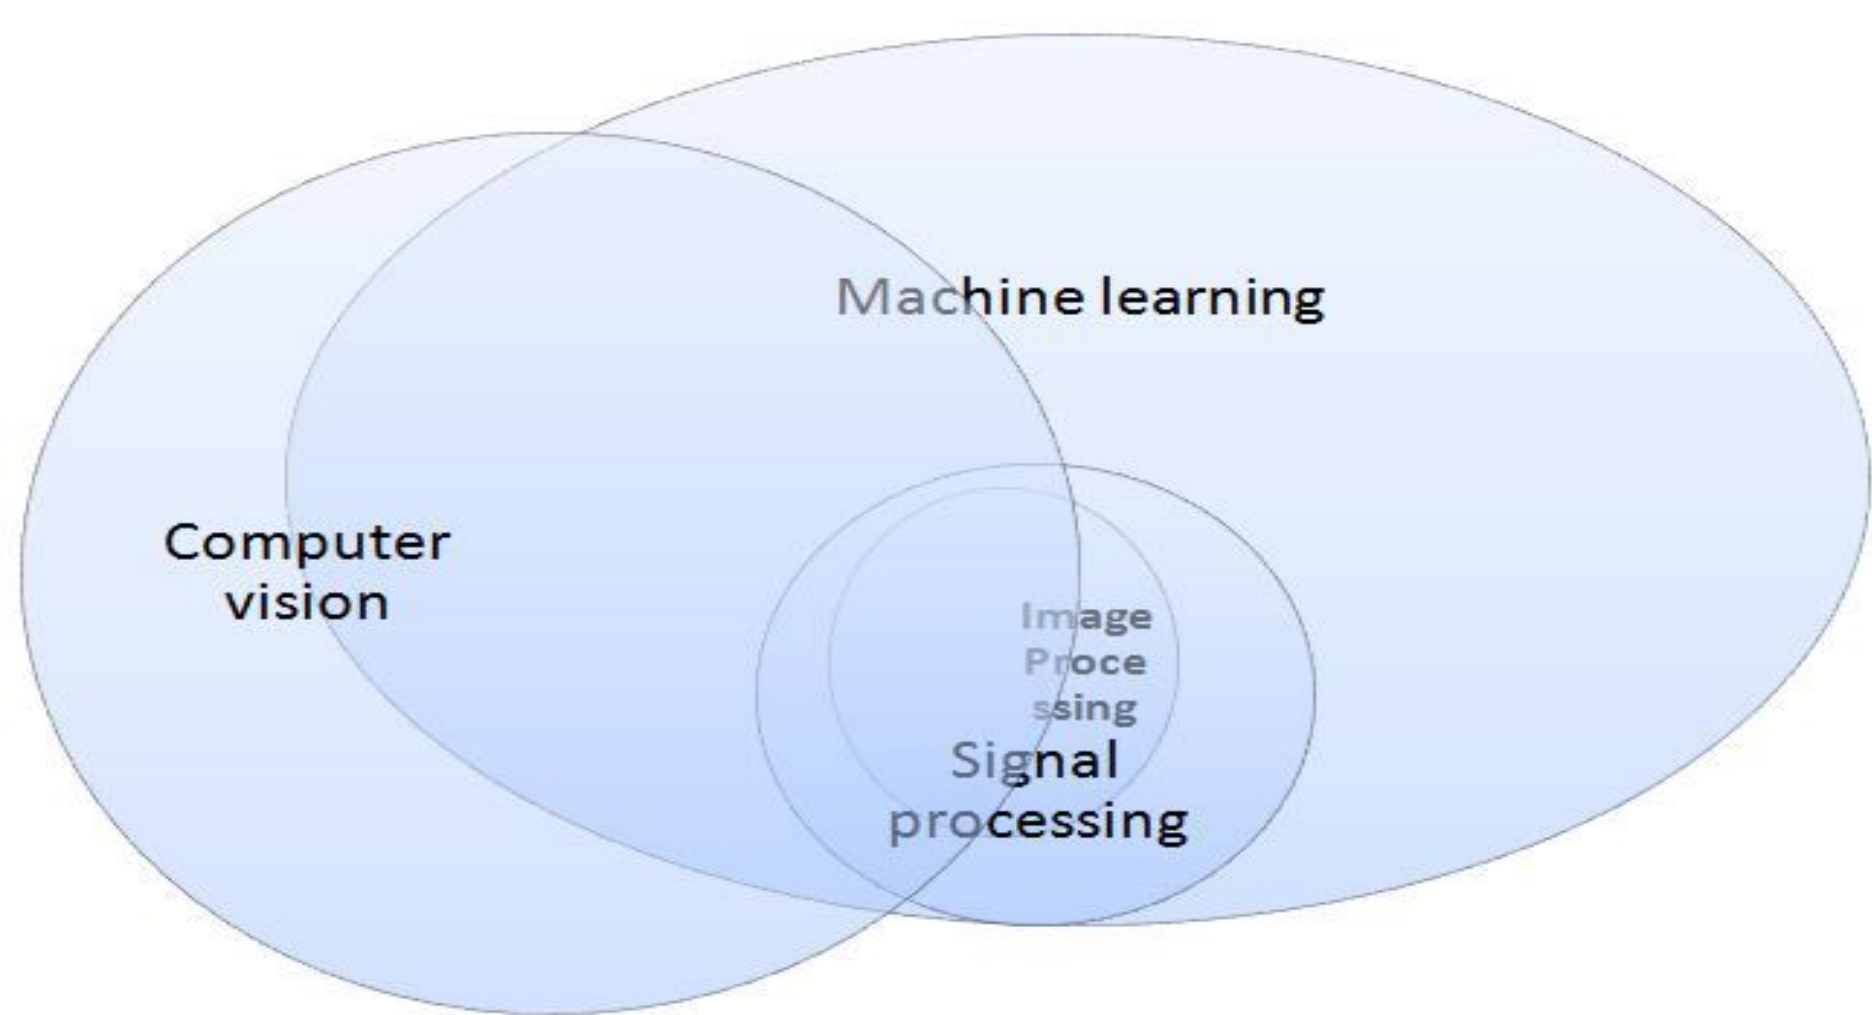 Machine learning
Computer
vision
Image
Proce
ssing
Signal
processing